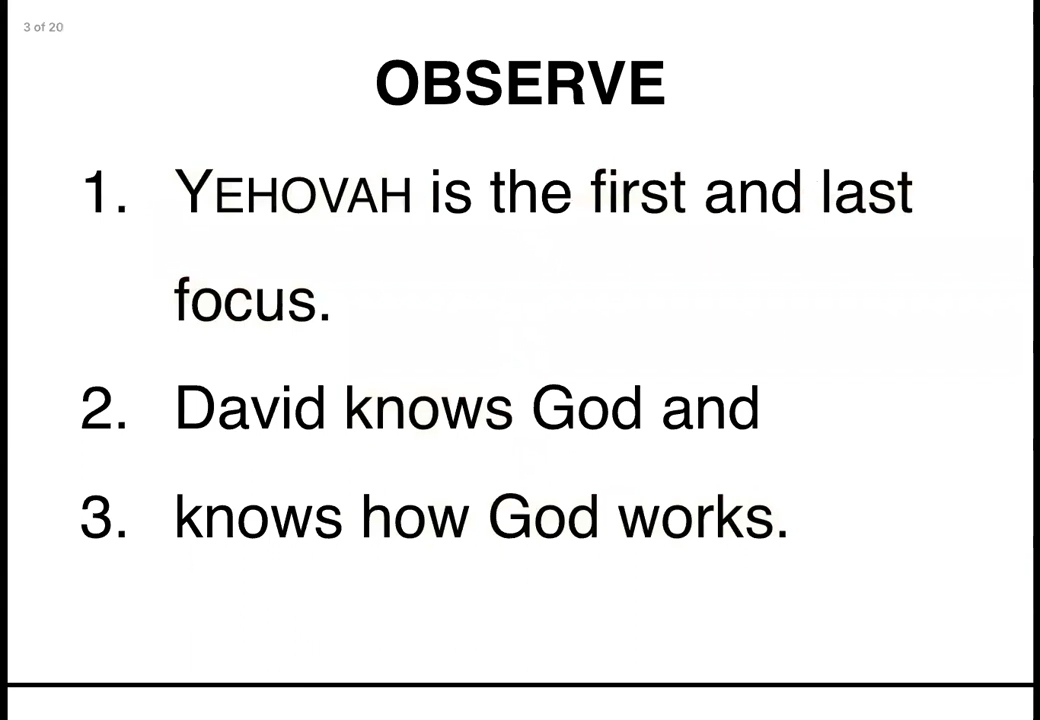 3 of 20
OBSERVE
1. YEHOVAH is the first and last
focus.
2. David knows God and
3. knows how God works.